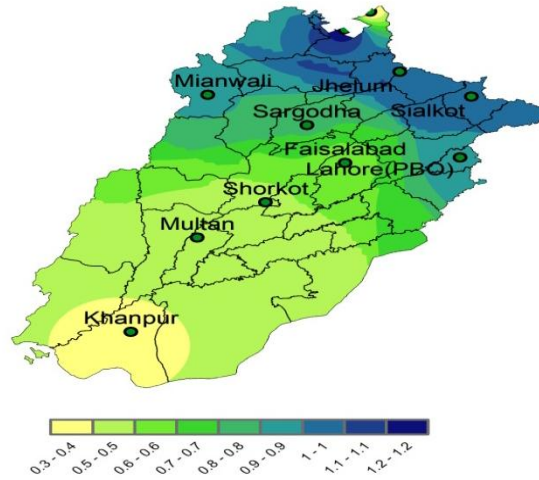 Mianwali
Jhelum
Sialkot
Sargodha
Faisalabad
Lahore(PBO)
Shorkot
Multan
Khanpur
0.3 - 0.4
0.5 - 0.5
0.6 - 0.6
0.7 - 0.7
0.8 - 0.8
0.9 - 0.9
1 - 1
1.1 - 1.1
1.2 - 1.2